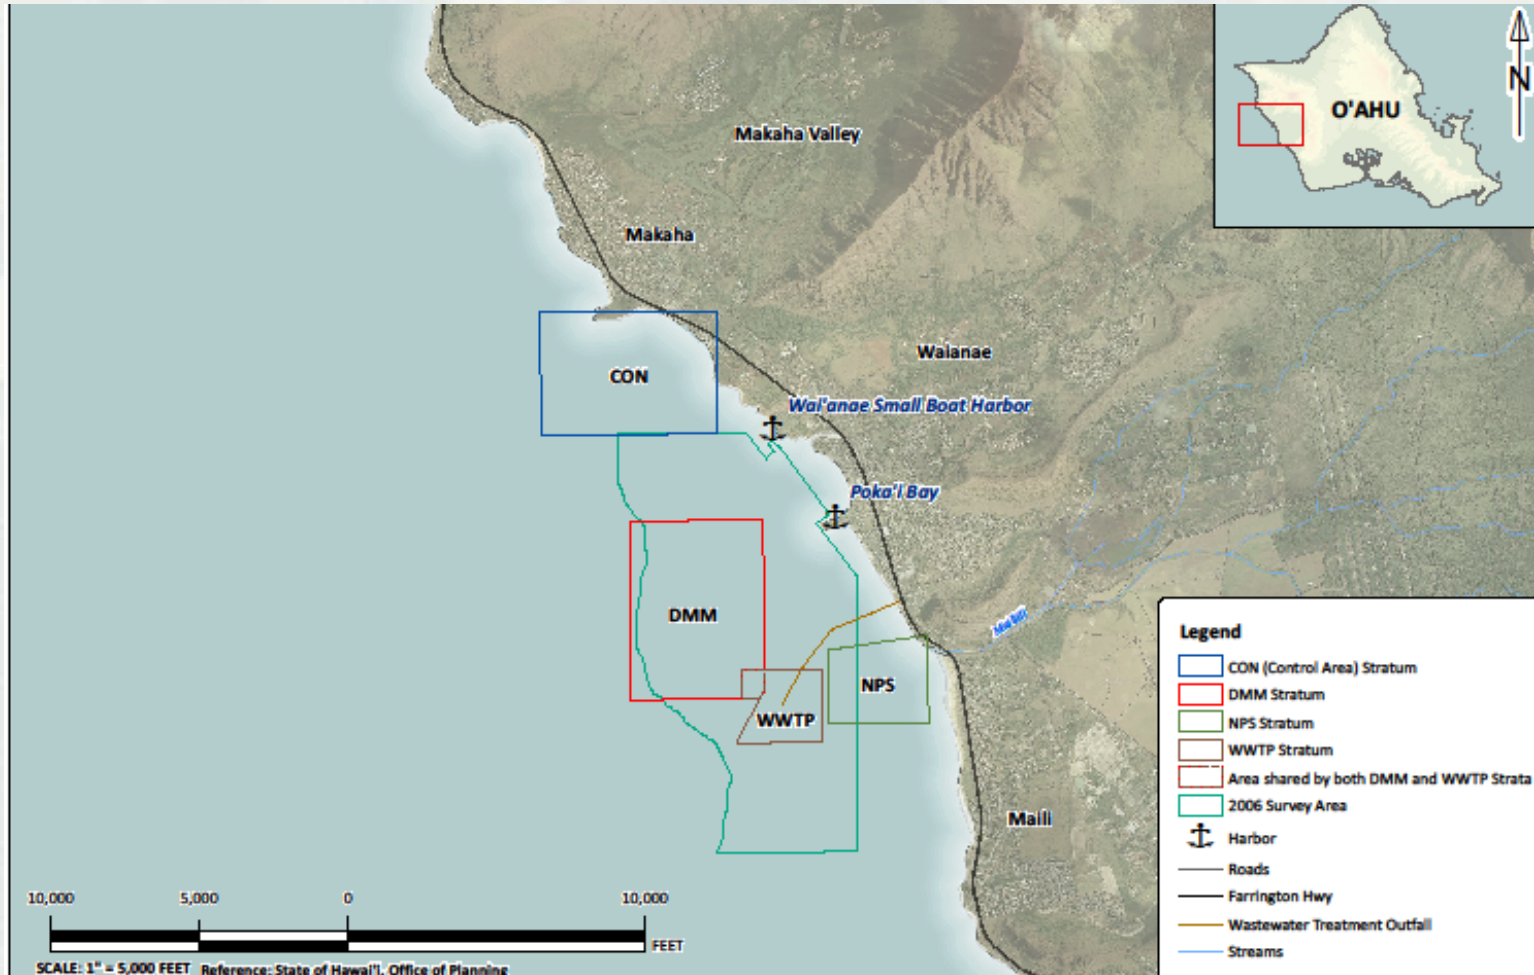 O'AHU
N
Makaha Valley
Makaha
Waianae
CON
Wai'anae Small Boat Harbor
Poka'i Bay
DMM
NPS
WWTP
Maili
Legend
CON (Control Area) Stratum
DMM Stratum
NPS Stratum
WWTP Stratum
Area shared by both DMM and WWTP Strata
2006 Survey Area
Harbor
Roads
Farrington Hwy
Wastewater Treatment Outfall
Streams
10,000 5,000 0 10,000
FEET
SCALE: 1" = 5,000 FEET Reference: State of Hawai'i, Office of Planning